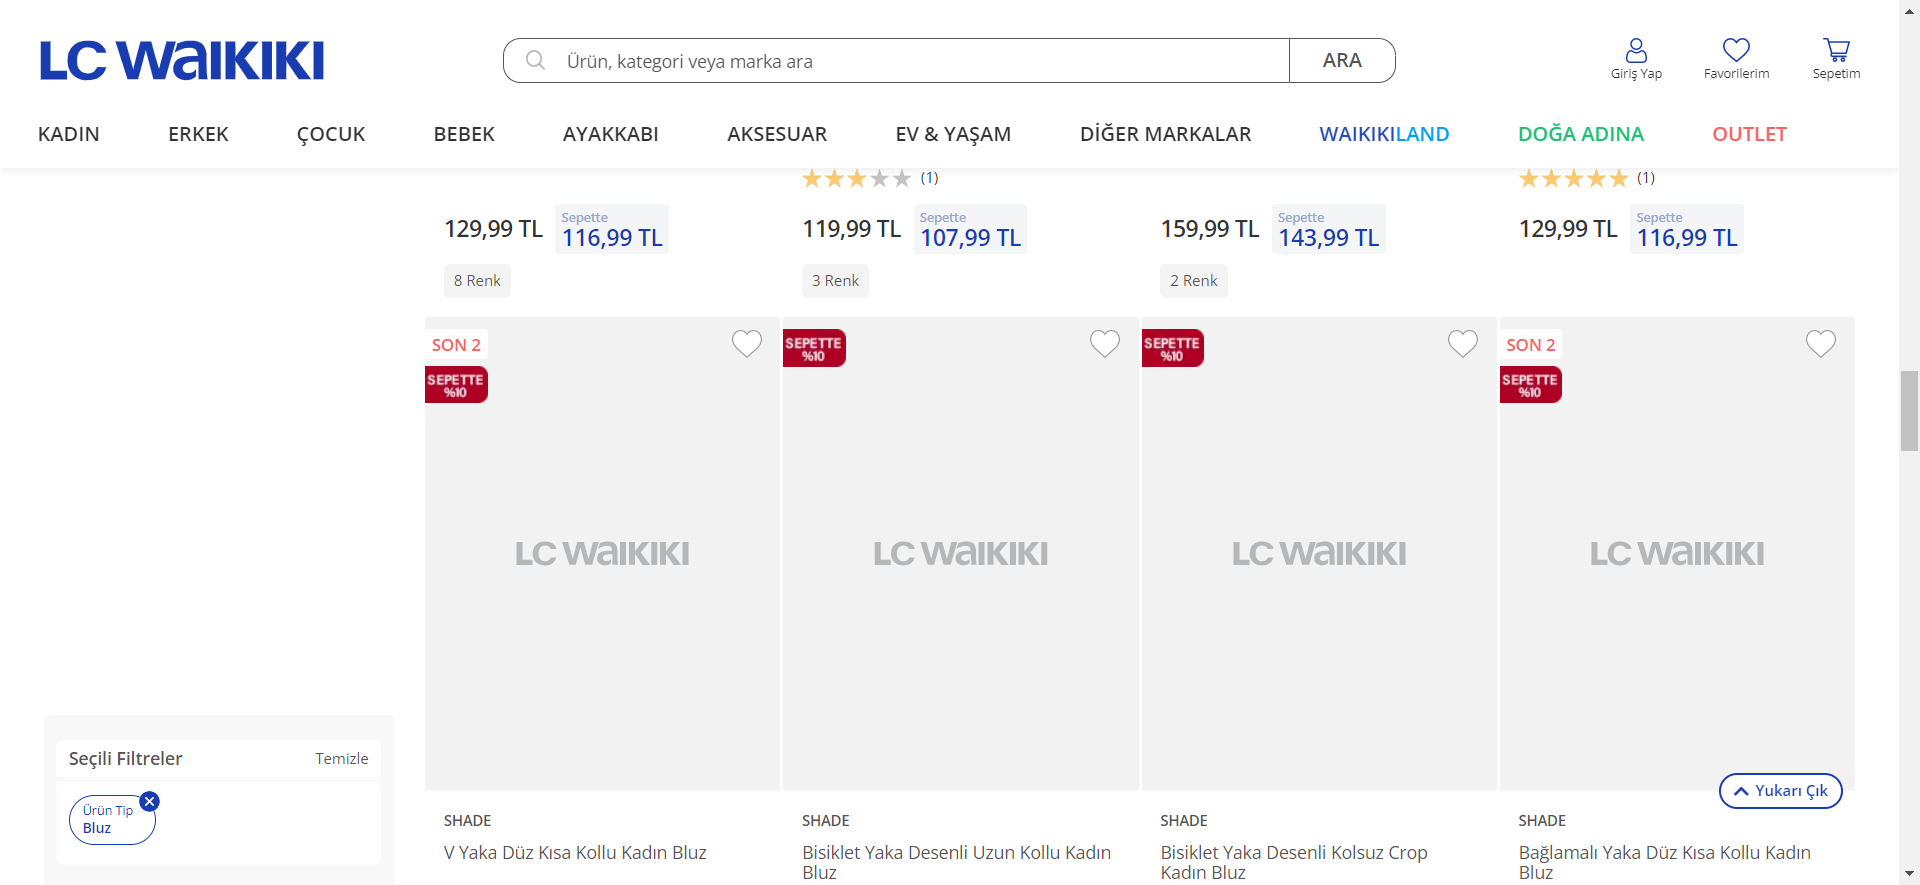 LC WAIKIKI
Ürün, kategori veya marka ara
ARA
Giriş Yap
Favorilerim
Sepetim
KADIN
ERKEK
ÇOCUK
BEBEK
AYAKKABI
AKSESUAR
EV & YAŞAM
DİĞER MARKALAR
WAIKIKILAND
DOĞA ADINA
OUTLET
(1)
(1)
129,99 TL
Sepette
116,99 TL
119,99 TL
Sepette
107,99 TL
159,99 TL
Sepette
143,99 TL
129,99 TL
Sepette
116,99 TL
8 Renk
3 Renk
2 Renk
SON 2
SEPETTE
%10
LC WAIKIKI
SEPETTE
%10
LC WAIKIKI
SEPETTE
%10
LC WAIKIKI
SON 2
SEPETTE
%10
LC WAIKIKI
Seçili Filtreler
Temizle
Ürün Tip
Bluz
Yukarı Çık
SHADE
V Yaka Düz Kısa Kollu Kadın Bluz
SHADE
Bisiklet Yaka Desenli Uzun Kollu Kadın
Bluz
SHADE
Bisiklet Yaka Desenli Kolsuz Crop
Kadın Bluz
SHADE
Bağlamalı Yaka Düz Kısa Kollu Kadın
Bluz